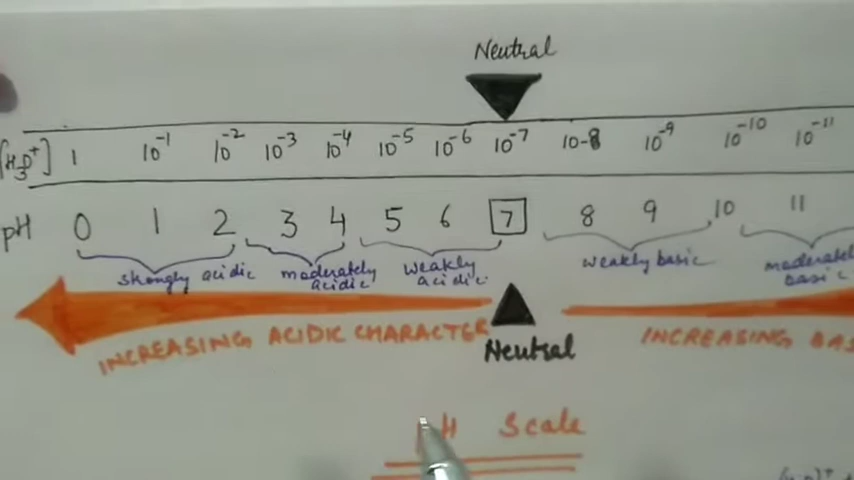 Neutral
[H₃O⁺] 1 10⁻¹ 10⁻² 10⁻³ 10⁻⁴ 10⁻⁵ 10⁻⁶ 10⁻⁷ 10-8 10⁻⁹ 10⁻¹⁰ 10⁻¹¹
pH 0 1 2 3 4 5 6 7 8 9 10 11
strongly acidic moderately acidic weakly acidic weakly basic moderately basic
INCREASING ACIDIC CHARACTER INCREASING BAS
Neutral
pH Scale